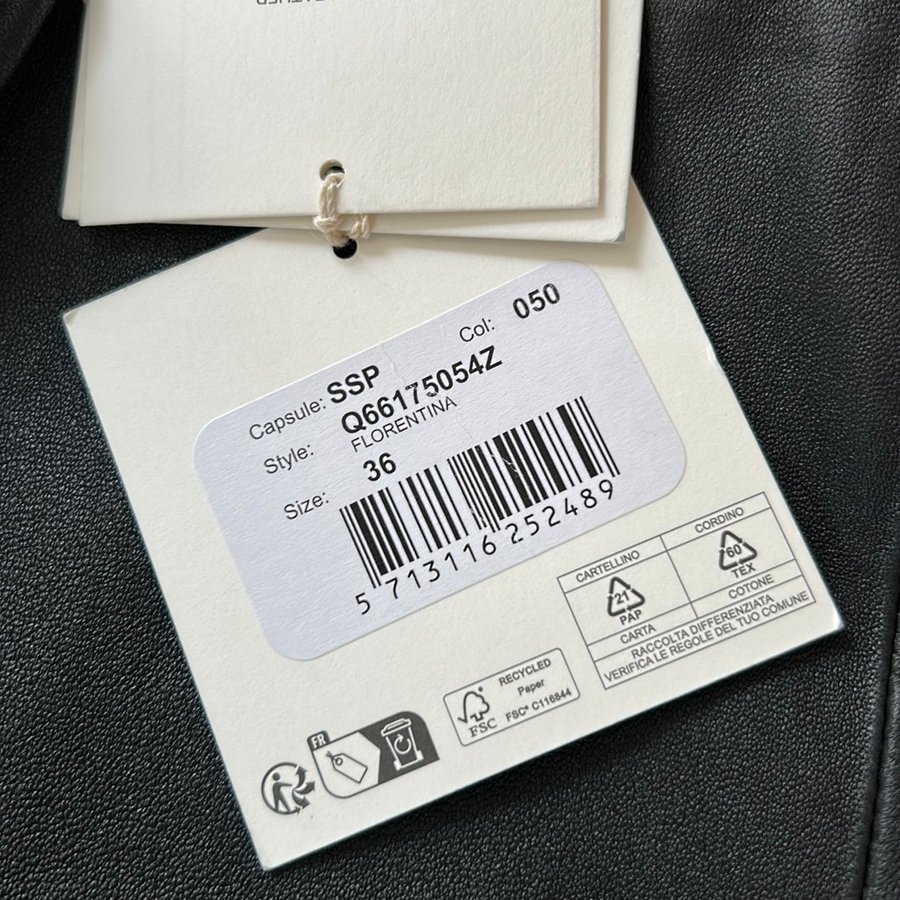 LEATHER
Capsule: SSP Col: 050
Style: Q66175054Z
FLORENTINA
Size: 36
5 713116 252489
CARTELLINO CORDINO
21 60
PAP TEX
CARTA COTONE
RACCOLTA DIFFERENZIATA
VERIFICA LE REGOLE DEL TUO COMUNE
FSC
RECYCLED
Paper
FSC® C116844
FR